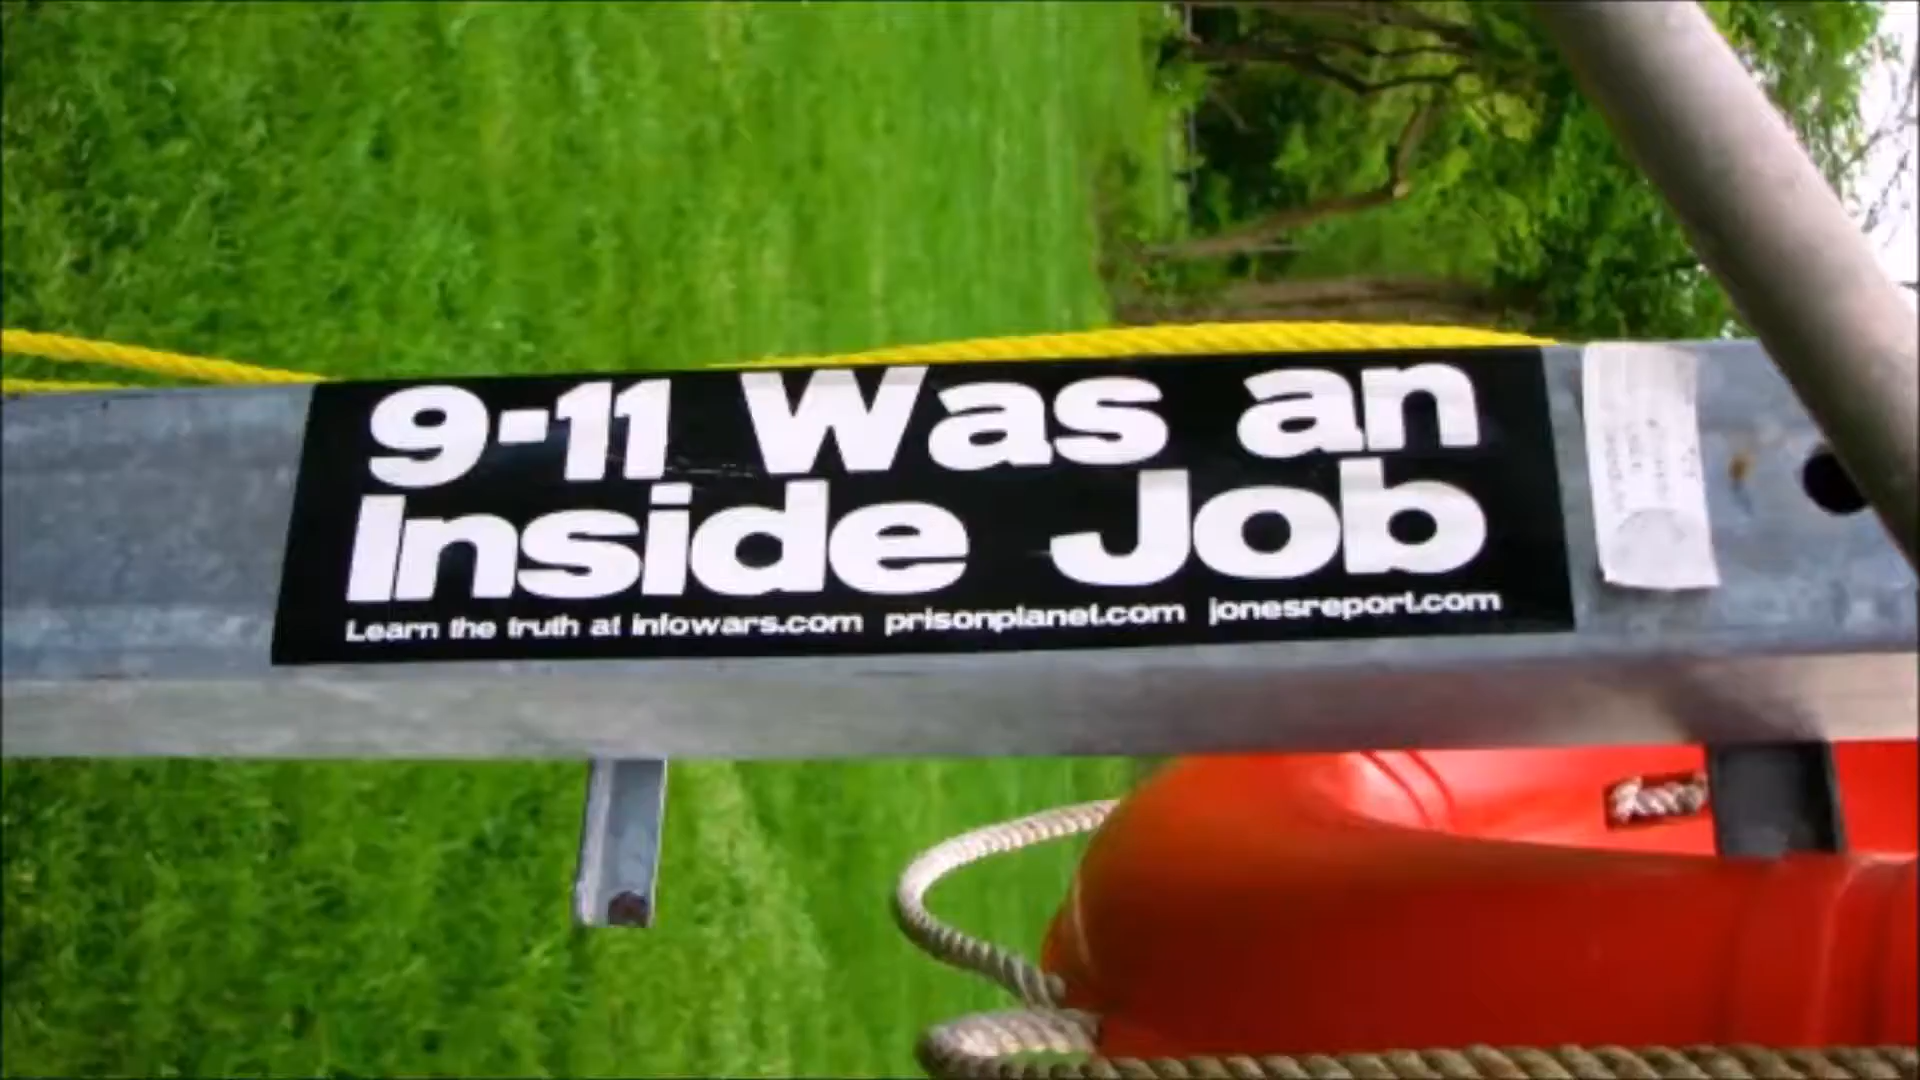 9-11 Was an
Inside Job
Learn the truth at infowars.com prisonplanet.com jonesreport.com